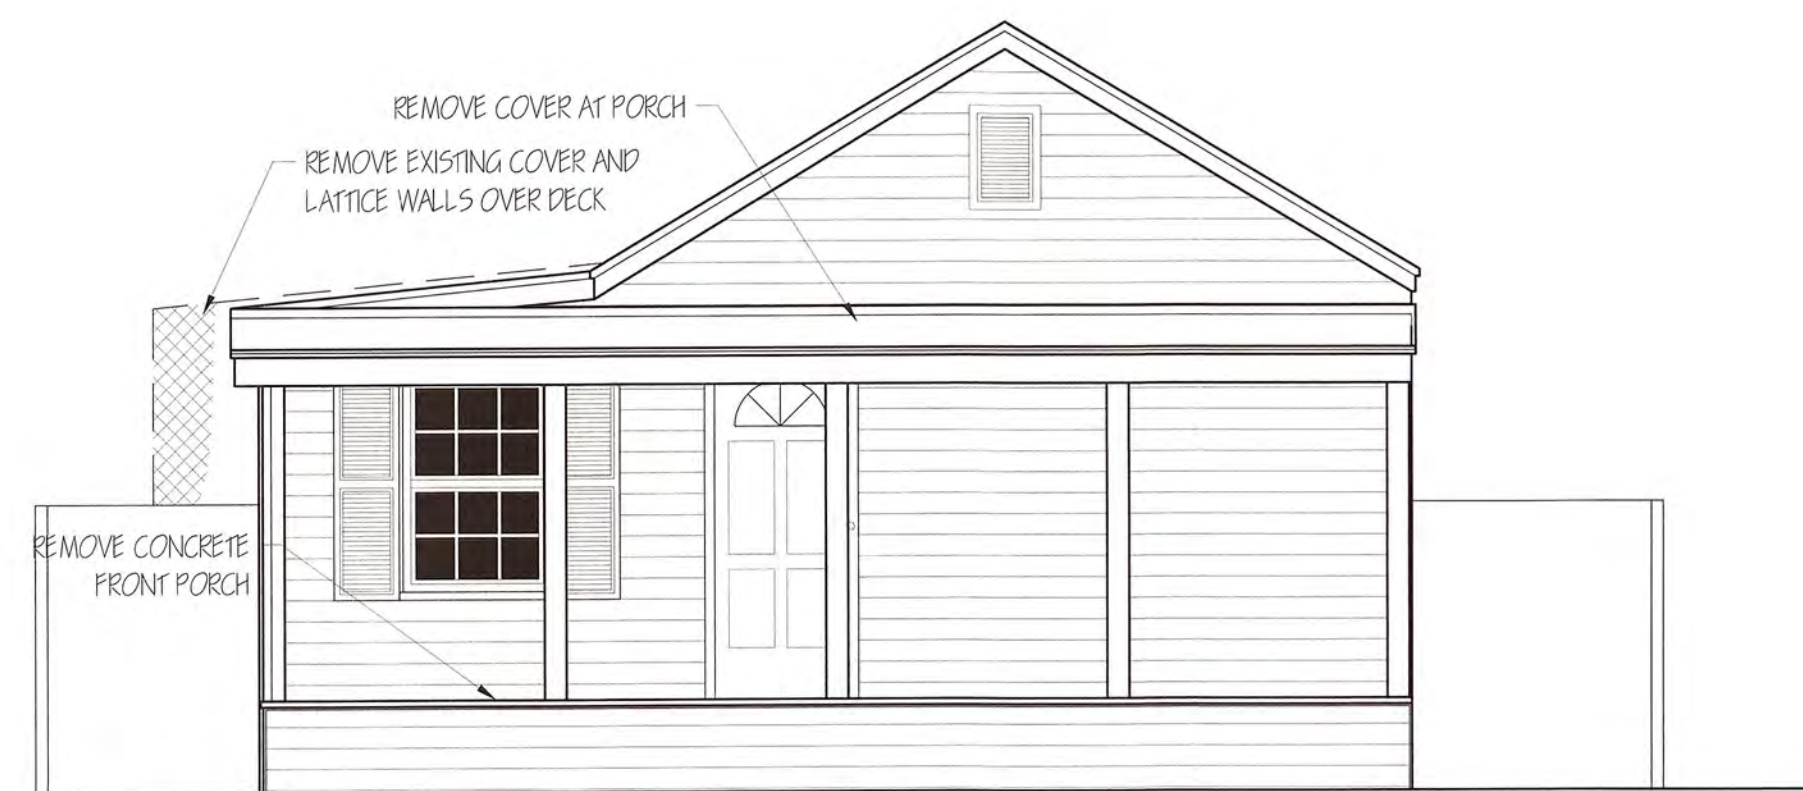 REMOVE COVER AT PORCH
REMOVE EXISTING COVER AND
LATTICE WALLS OVER DECK
REMOVE CONCRETE
FRONT PORCH